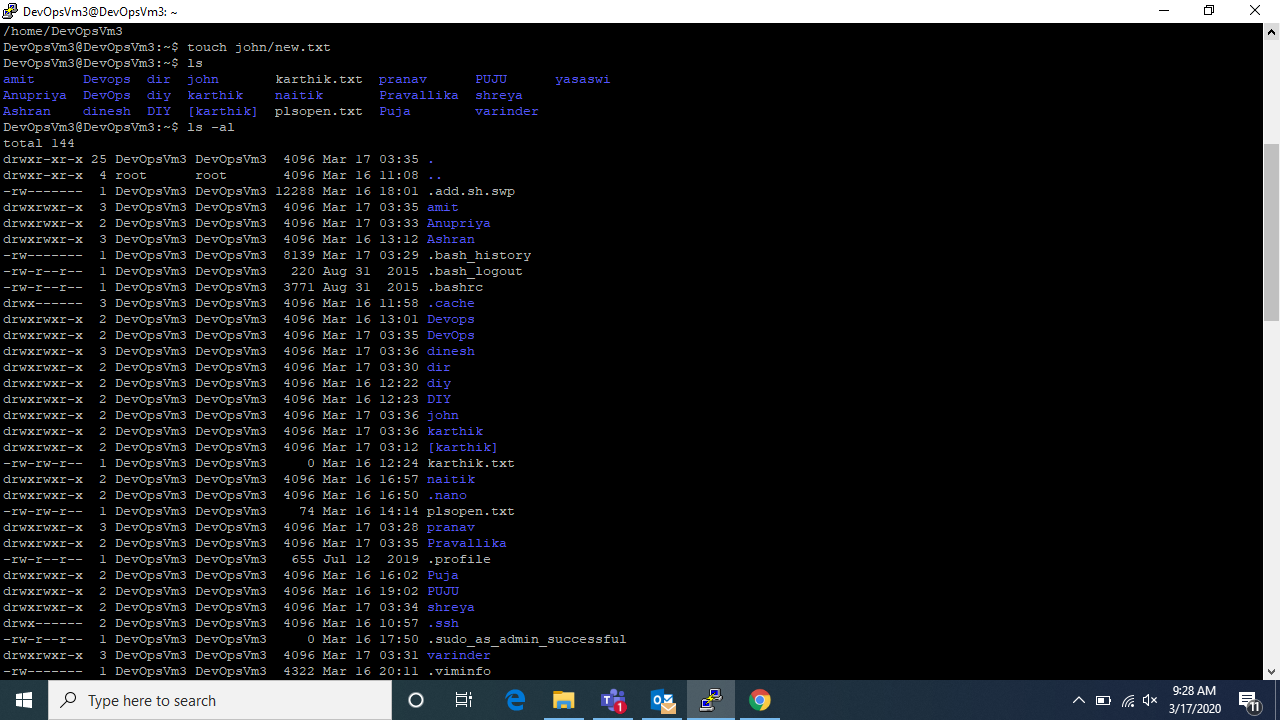 DevOpsVm3@DevOpsVm3: ~
/home/DevOpsVm3
DevOpsVm3@DevOpsVm3:~$ touch john/new.txt
DevOpsVm3@DevOpsVm3:~$ ls
amit      Devops  dir  john      karthik.txt  pranav      PUJU      yasaswi
Anupriya  DevOps  diy  karthik    naitik       Pravallika  shreya
Ashran    dinesh  DIY  [karthik]  plsopen.txt  Puja        varinder
DevOpsVm3@DevOpsVm3:~$ ls -al
total 144
drwxr-xr-x 25 DevOpsVm3 DevOpsVm3  4096 Mar 17 03:35 .
drwxr-xr-x  4 root      root       4096 Mar 16 11:08 ..
-rw-------  1 DevOpsVm3 DevOpsVm3 12288 Mar 16 18:01 .add.sh.swp
drwxrwxr-x  3 DevOpsVm3 DevOpsVm3  4096 Mar 17 03:35 amit
drwxrwxr-x  2 DevOpsVm3 DevOpsVm3  4096 Mar 17 03:33 Anupriya
drwxrwxr-x  3 DevOpsVm3 DevOpsVm3  4096 Mar 16 13:12 Ashran
-rw-------  1 DevOpsVm3 DevOpsVm3  8139 Mar 17 03:29 .bash_history
-rw-r--r--  1 DevOpsVm3 DevOpsVm3   220 Aug 31  2015 .bash_logout
-rw-r--r--  1 DevOpsVm3 DevOpsVm3  3771 Aug 31  2015 .bashrc
drwx------  3 DevOpsVm3 DevOpsVm3  4096 Mar 16 11:58 .cache
drwxrwxr-x  2 DevOpsVm3 DevOpsVm3  4096 Mar 16 13:01 Devops
drwxrwxr-x  2 DevOpsVm3 DevOpsVm3  4096 Mar 17 03:35 DevOps
drwxrwxr-x  3 DevOpsVm3 DevOpsVm3  4096 Mar 17 03:36 dinesh
drwxrwxr-x  2 DevOpsVm3 DevOpsVm3  4096 Mar 17 03:30 dir
drwxrwxr-x  2 DevOpsVm3 DevOpsVm3  4096 Mar 16 12:22 diy
drwxrwxr-x  2 DevOpsVm3 DevOpsVm3  4096 Mar 16 12:23 DIY
drwxrwxr-x  2 DevOpsVm3 DevOpsVm3  4096 Mar 17 03:36 john
drwxrwxr-x  2 DevOpsVm3 DevOpsVm3  4096 Mar 17 03:36 karthik
drwxrwxr-x  2 DevOpsVm3 DevOpsVm3  4096 Mar 17 03:12 [karthik]
-rw-rw-r--  1 DevOpsVm3 DevOpsVm3     0 Mar 16 12:24 karthik.txt
drwxrwxr-x  2 DevOpsVm3 DevOpsVm3  4096 Mar 16 16:57 naitik
drwxrwxr-x  2 DevOpsVm3 DevOpsVm3  4096 Mar 16 16:50 .nano
-rw-rw-r--  1 DevOpsVm3 DevOpsVm3    74 Mar 16 14:14 plsopen.txt
drwxrwxr-x  3 DevOpsVm3 DevOpsVm3  4096 Mar 17 03:28 pranav
drwxrwxr-x  2 DevOpsVm3 DevOpsVm3  4096 Mar 17 03:35 Pravallika
-rw-r--r--  1 DevOpsVm3 DevOpsVm3   655 Jul 12  2019 .profile
drwxrwxr-x  2 DevOpsVm3 DevOpsVm3  4096 Mar 16 16:02 Puja
drwxrwxr-x  2 DevOpsVm3 DevOpsVm3  4096 Mar 16 19:02 PUJU
drwxrwxr-x  2 DevOpsVm3 DevOpsVm3  4096 Mar 17 03:34 shreya
drwx------  2 DevOpsVm3 DevOpsVm3  4096 Mar 16 10:57 .ssh
-rw-r--r--  1 DevOpsVm3 DevOpsVm3     0 Mar 16 17:50 .sudo_as_admin_successful
drwxrwxr-x  3 DevOpsVm3 DevOpsVm3  4096 Mar 17 03:31 varinder
-rw-------  1 DevOpsVm3 DevOpsVm3  4322 Mar 16 20:11 .viminfo
Type here to search
1
9:28 AM
3/17/2020
11